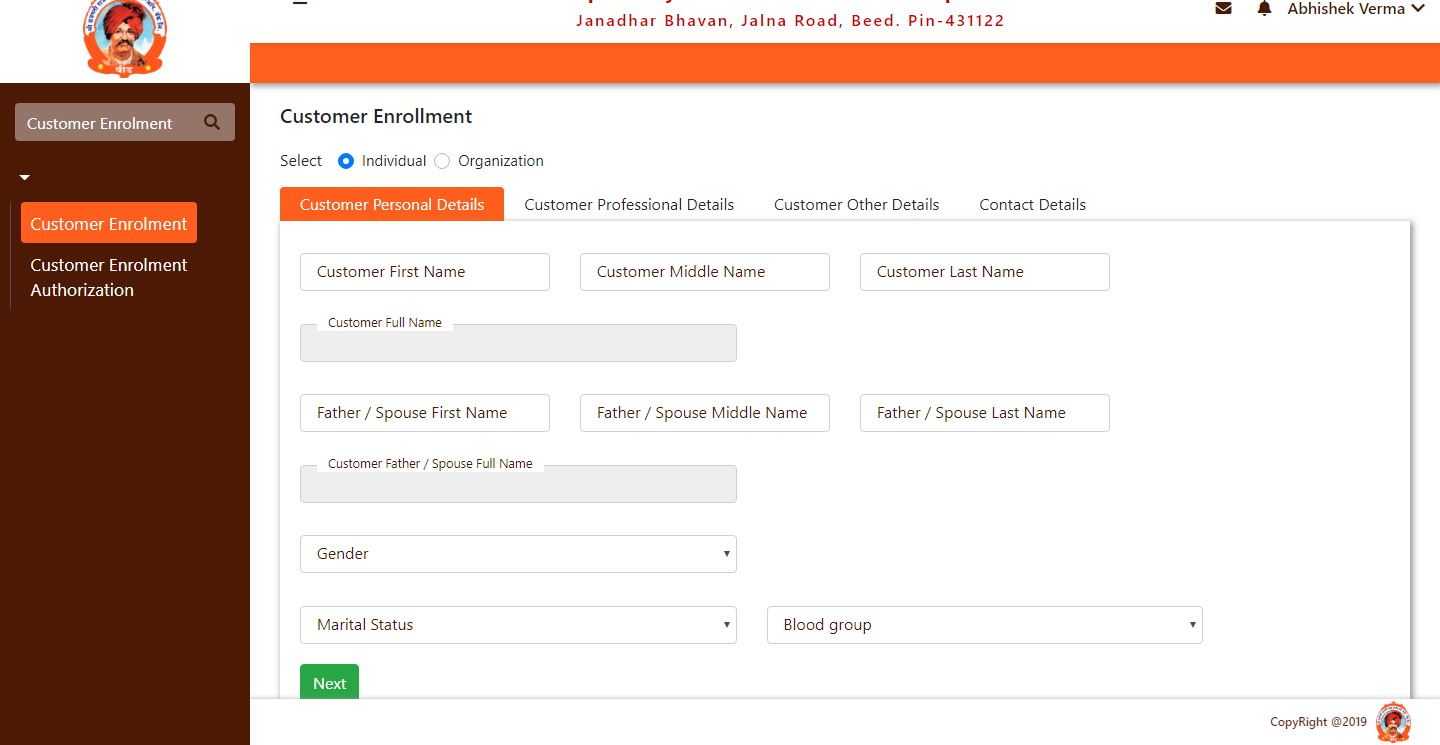 Janadhar Bhavan, Jalna Road, Beed. Pin-431122
Abhishek Verma
बीड
Customer Enrolment
Customer Enrolment
Customer Enrolment
Authorization
Customer Enrollment
Select Individual Organization
Customer Personal Details Customer Professional Details Customer Other Details Contact Details
Customer First Name Customer Middle Name Customer Last Name
Customer Full Name
Father / Spouse First Name Father / Spouse Middle Name Father / Spouse Last Name
Customer Father / Spouse Full Name
Gender
Marital Status Blood group
Next
CopyRight @2019